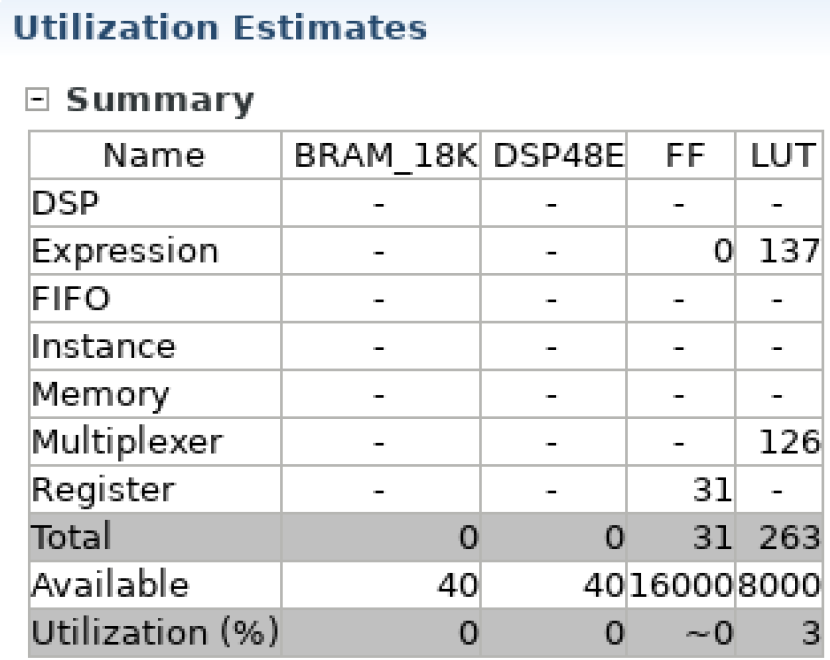 Utilization Estimates
Summary
Name BRAM_18K DSP48E FF LUT
DSP - - - -
Expression - - 0 137
FIFO - - - -
Instance - - - -
Memory - - - -
Multiplexer - - - 126
Register - - 31 -
Total 0 0 31 263
Available 40 40 16000 8000
Utilization (%) 0 0 ~0 3